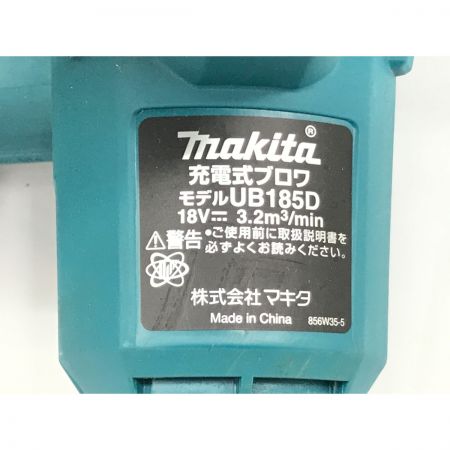 makita®
充電式ブロワ
モデルUB185D
18V⎓ 3.2m³/min
⚠警告 •ご使用前に取扱説明書を
必ずよくお読みください。
株式会社マキタ
Made in China 856W35-5